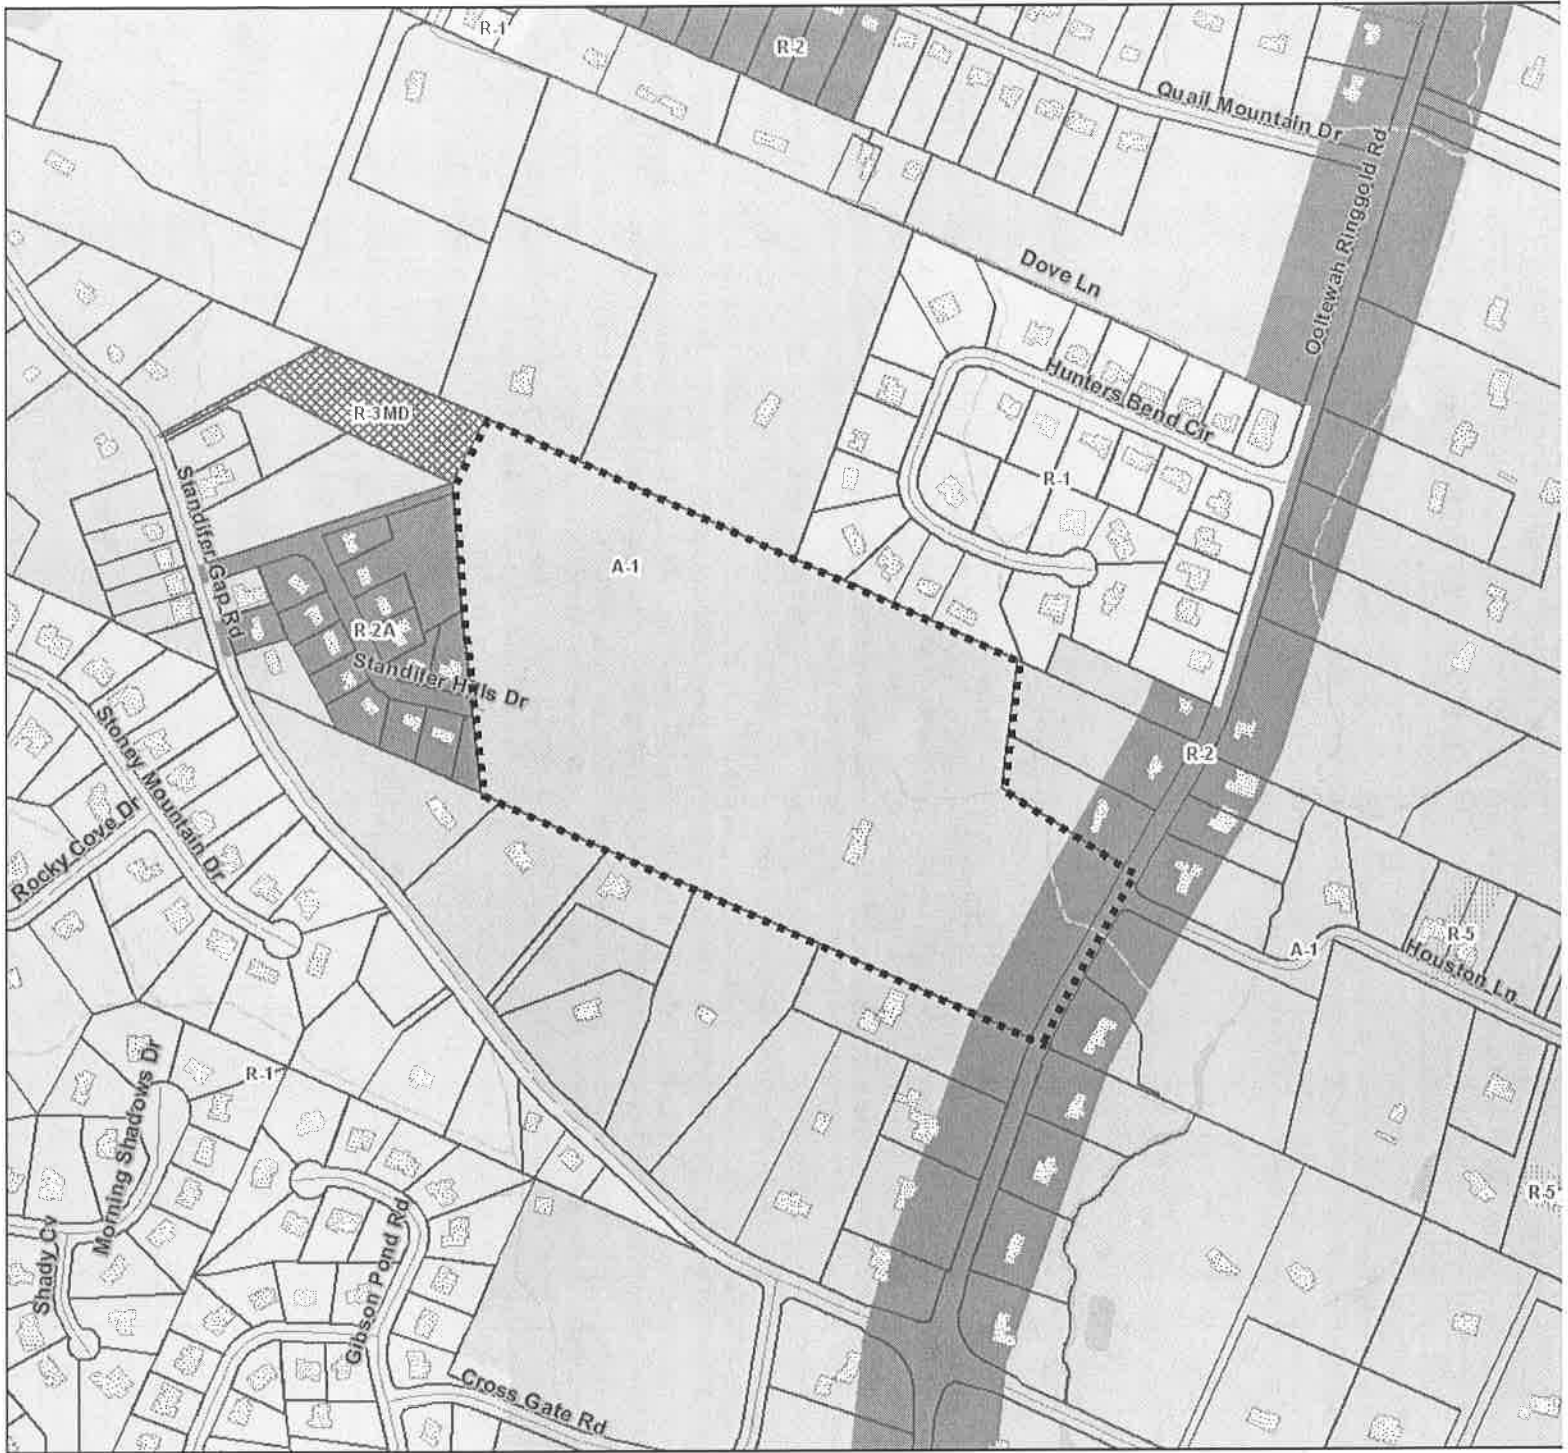 R-1
R-2
Quail Mountain Dr
Ooltewah Ringgold Rd
Dove Ln
Hunters Bend Cir
R-3MD
R-1
Standifer Gap Rd
A-1
R-2A
Standifer Hills Dr
Stoney Mountain Dr
R-2
Rocky Cove Dr
R-5
A-1
Houston Ln
Morning Shadows Dr
R-1
R-5
Shady Cv
Gibson Pond Rd
Cross Gate Rd